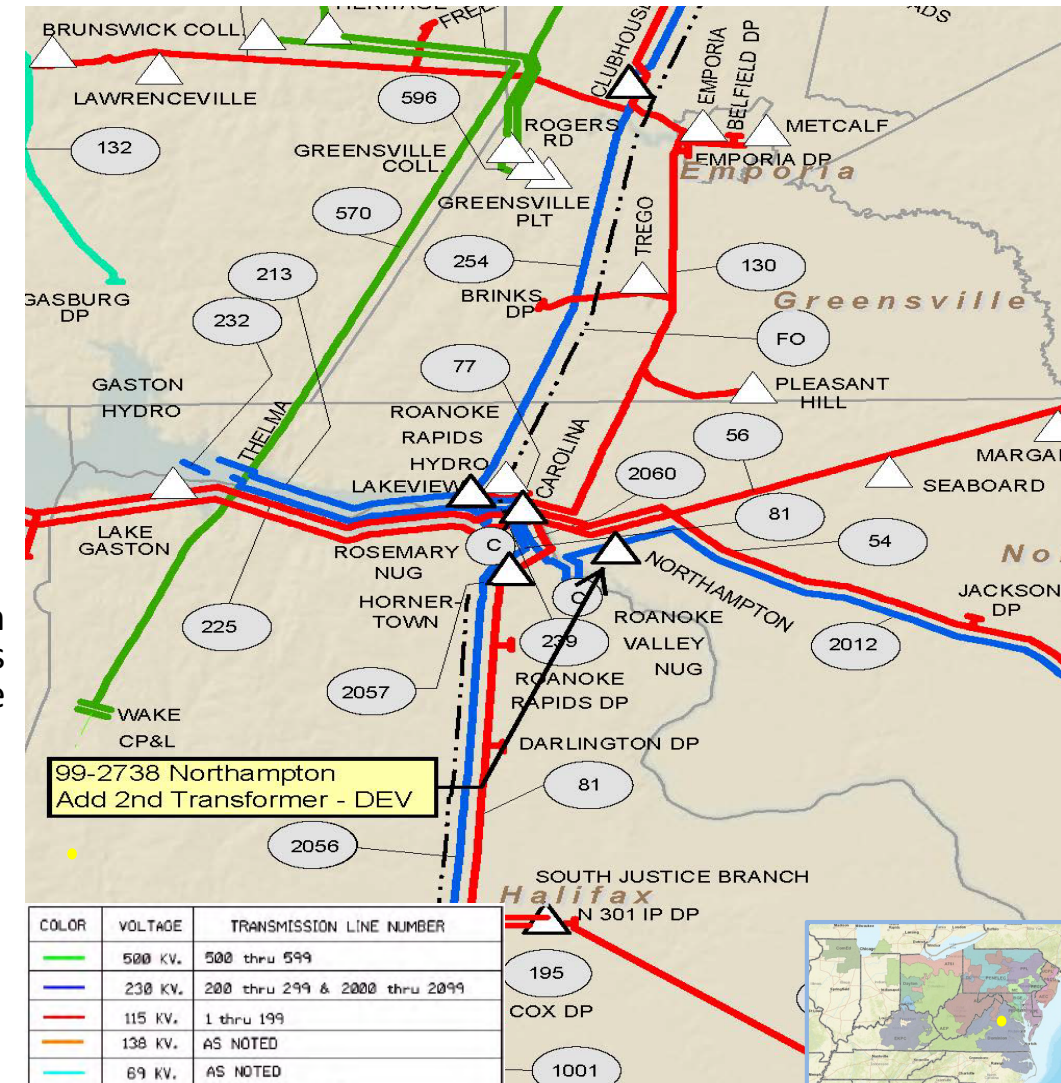 HERITAGE
FREE
ADS
BRUNSWICK COLL.
CLUBHOUSE
EMPORIA
BELFIELD DP
LAWRENCEVILLE
596
ROGERS
RD
METCALF
132
GREENSVILLE
COLL.
EMPORIA DP
Emporia
GREENSVILLE
PLT
570
TREGO
254
130
213
GASBURG
DP
BRINKS
DP
Greensville
232
FO
77
GASTON
HYDRO
PLEASANT
HILL
THELMA
ROANOKE
RAPIDS
HYDRO
CAROLINA
56
2060
MARGA
LAKEVIEW
SEABOARD
81
LAKE
GASTON
ROSEMARY
NUG
C
54
No
NORTHAMPTON
HORNER-
TOWN
C
ROANOKE
VALLEY
NUG
JACKSON
DP
225
239
2012
2057
ROANOKE
RAPIDS DP
n
s
e
WAKE
CP&L
DARLINGTON DP
99-2738 Northampton
Add 2nd Transformer - DEV
81
2056
SOUTH JUSTICE BRANCH
Halifax
N 301 IP DP
195
COX DP
1001
COLOR VOLTAGE TRANSMISSION LINE NUMBER
500 KV. 500 thru 599
230 KV. 200 thru 299 & 2000 thru 2099
115 KV. 1 thru 199
138 KV. AS NOTED
69 KV. AS NOTED